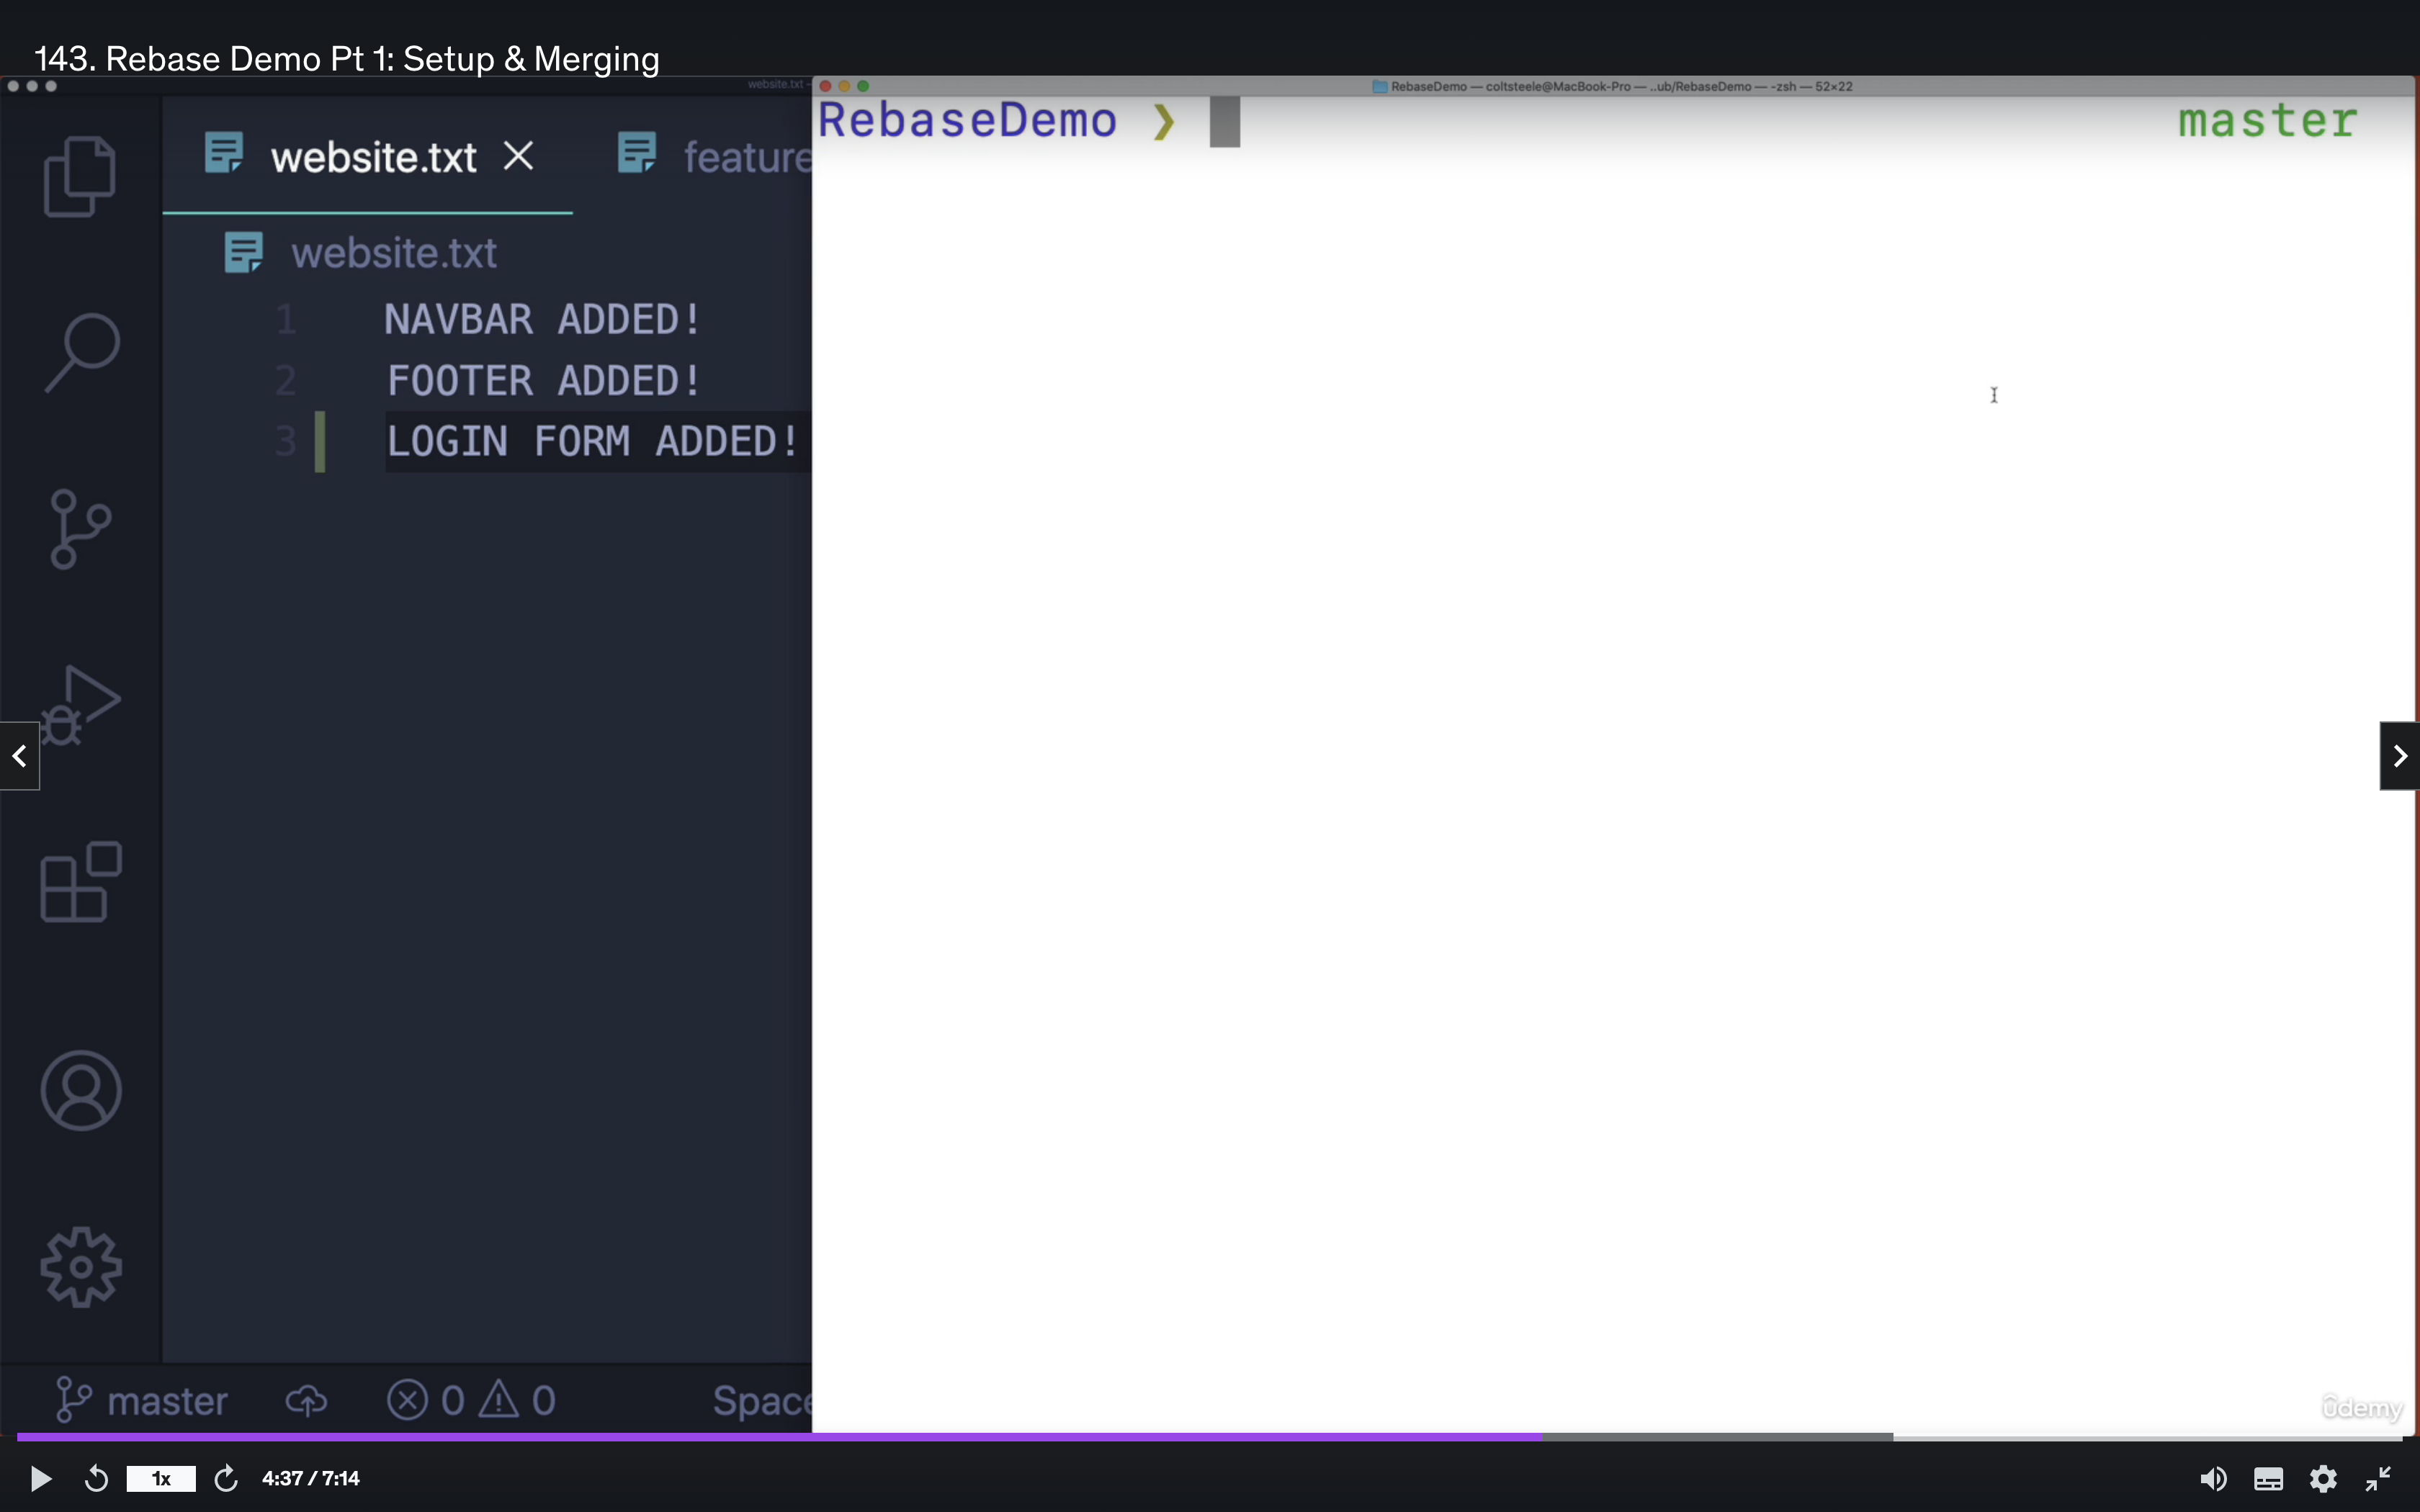 143. Rebase Demo Pt 1: Setup & Merging
website.txt —
RebaseDemo — coltsteele@MacBook-Pro — ..ub/RebaseDemo — -zsh — 52×22
website.txt
feature
RebaseDemo ❯
master
website.txt
1 NAVBAR ADDED!
2 FOOTER ADDED!
3 LOGIN FORM ADDED!
master
0
0
Space
udemy
1x
4:37 / 7:14